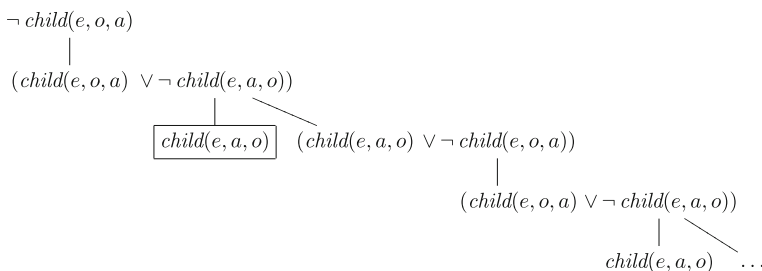 ¬ child(e, o, a)
(child(e, o, a) ∨ ¬ child(e, a, o))
child(e, a, o) (child(e, a, o) ∨ ¬ child(e, o, a))
(child(e, o, a) ∨ ¬ child(e, a, o))
child(e, a, o) ...